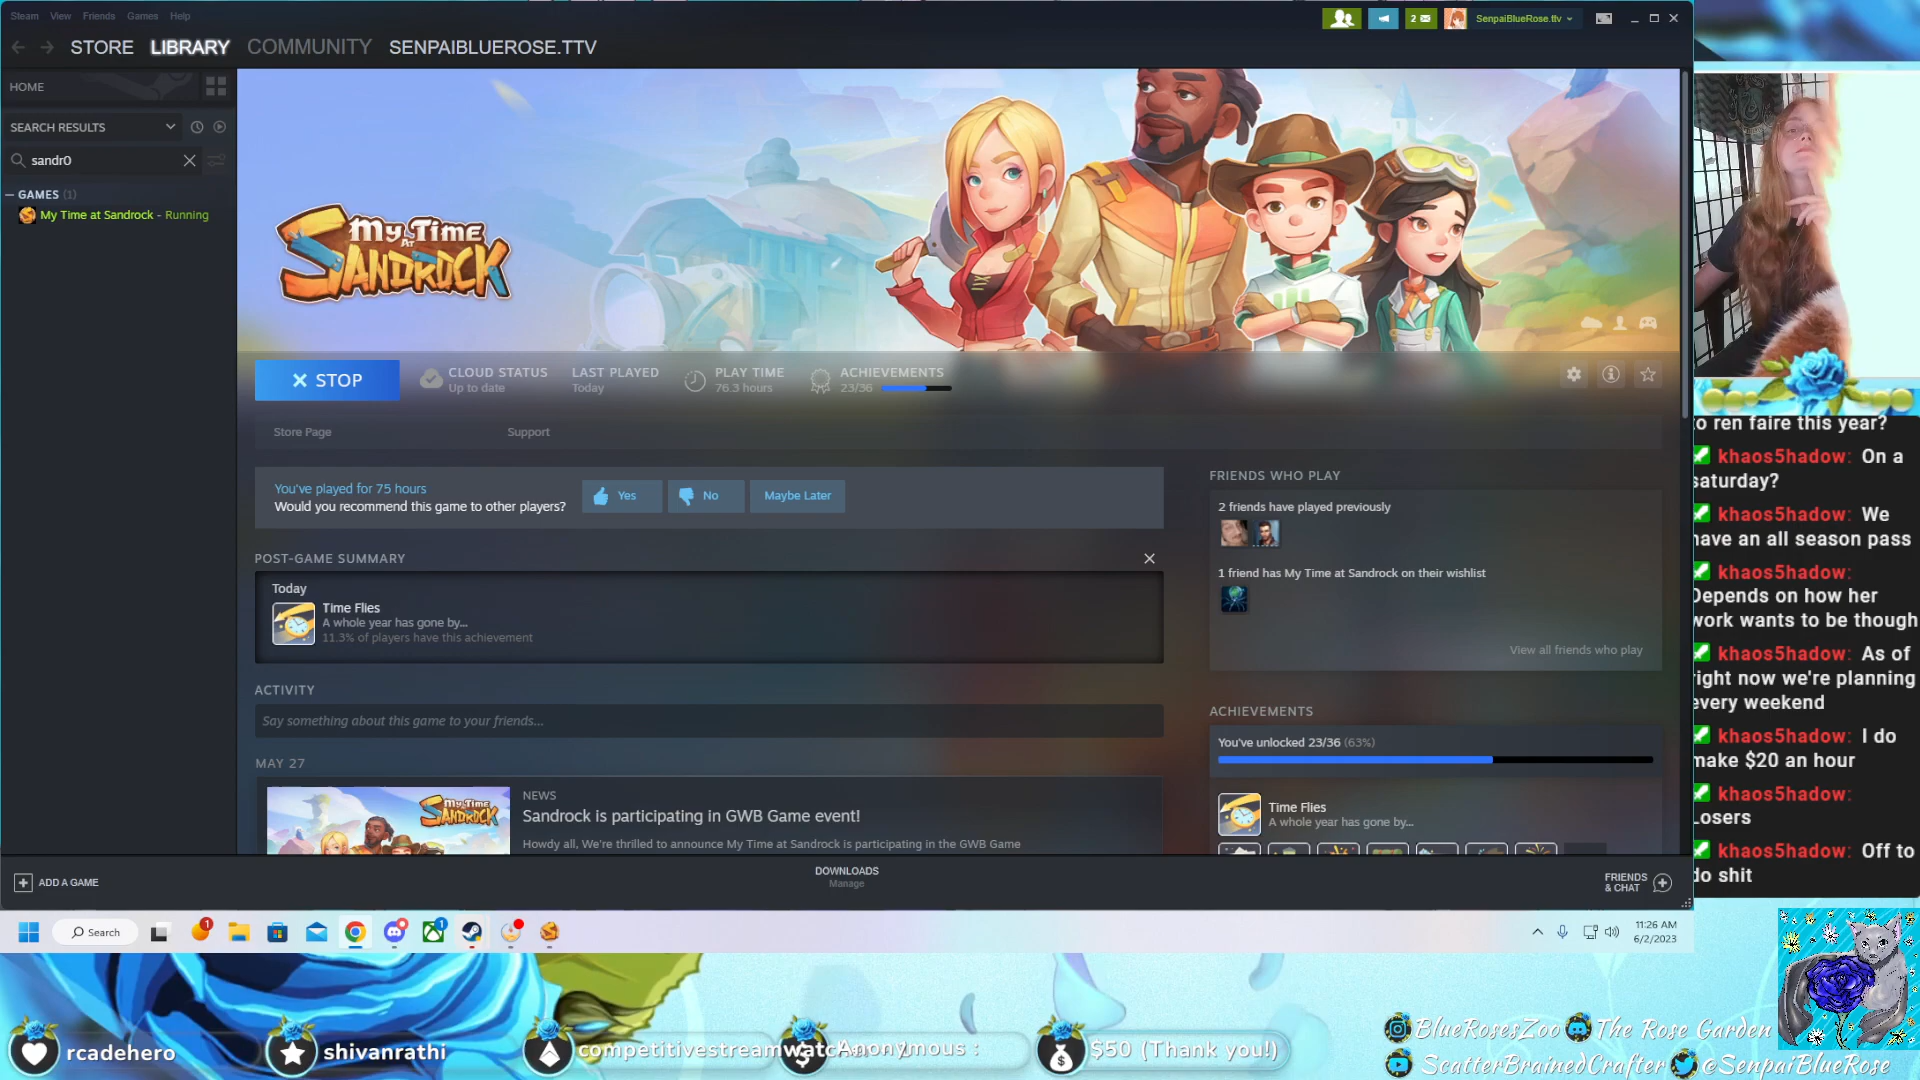 Steam View Friends Games Help
2
SenpaiBlueRose.ttv
STORE LIBRARY COMMUNITY SENPAIBLUEROSE.TTV
HOME
SEARCH RESULTS
sandr0
GAMES (1)
My Time at Sandrock - Running
My Time
AT
SANDROCK
STOP
CLOUD STATUS
Up to date
LAST PLAYED
Today
PLAY TIME
76.3 hours
ACHIEVEMENTS
23/36
Store Page
Support
You've played for 75 hours
Would you recommend this game to other players?
Yes
No
Maybe Later
POST-GAME SUMMARY
Today
Time Flies
A whole year has gone by...
11.3% of players have this achievement
ACTIVITY
Say something about this game to your friends...
MAY 27
My Time
SANDROCK
NEWS
Sandrock is participating in GWB Game event!
Howdy all, We're thrilled to announce My Time at Sandrock is participating in the GWB Game
FRIENDS WHO PLAY
2 friends have played previously
1 friend has My Time at Sandrock on their wishlist
View all friends who play
ACHIEVEMENTS
You've unlocked 23/36 (63%)
Time Flies
A whole year has gone by...
ADD A GAME
DOWNLOADS
Manage
FRIENDS
& CHAT
to ren faire this year?
khaos5hadow: On a
saturday?
khaos5hadow: We
have an all season pass
khaos5hadow:
Depends on how her
work wants to be though
khaos5hadow: As of
right now we're planning
every weekend
khaos5hadow: I do
make $20 an hour
khaos5hadow:
Losers
khaos5hadow: Off to
do shit
Search
1
1
11:26 AM
6/2/2023
rcadehero
shivanrathi
Anonymous :
$50 (Thank you!)
BlueRosesZoo
The Rose Garden
ScatterBrainedCrafter
@SenpaiBlueRose